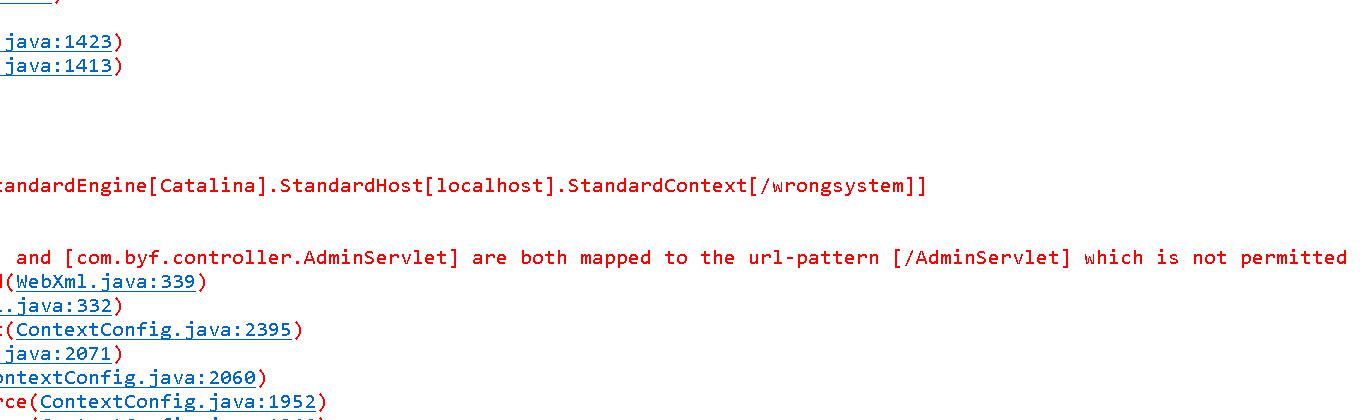 .java:1423)
.java:1413)
tandardEngine[Catalina].StandardHost[localhost].StandardContext[/wrongsystem]]
and [com.byf.controller.AdminServlet] are both mapped to the url-pattern [/AdminServlet] which is not permitted
(WebXml.java:339)
.java:332)
(ContextConfig.java:2395)
.java:2071)
ontextConfig.java:2060)
rce(ContextConfig.java:1952)